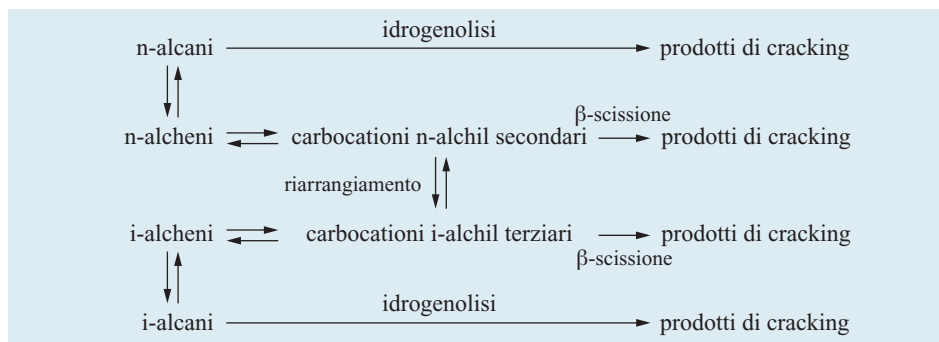 idrogenolisi
n-alcani prodotti di cracking
β-scissione
n-alcheni carbocationi n-alchil secondari prodotti di cracking
riarrangiamento
i-alcheni carbocationi i-alchil terziari prodotti di cracking
β-scissione
idrogenolisi
i-alcani prodotti di cracking